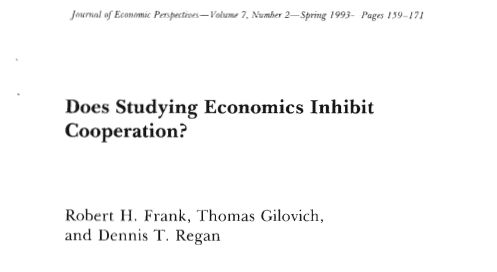 Journal of Economic Perspectives—Volume 7, Number 2—Spring 1993- Pages 159–171
Does Studying Economics Inhibit
Cooperation?
Robert H. Frank, Thomas Gilovich,
and Dennis T. Regan